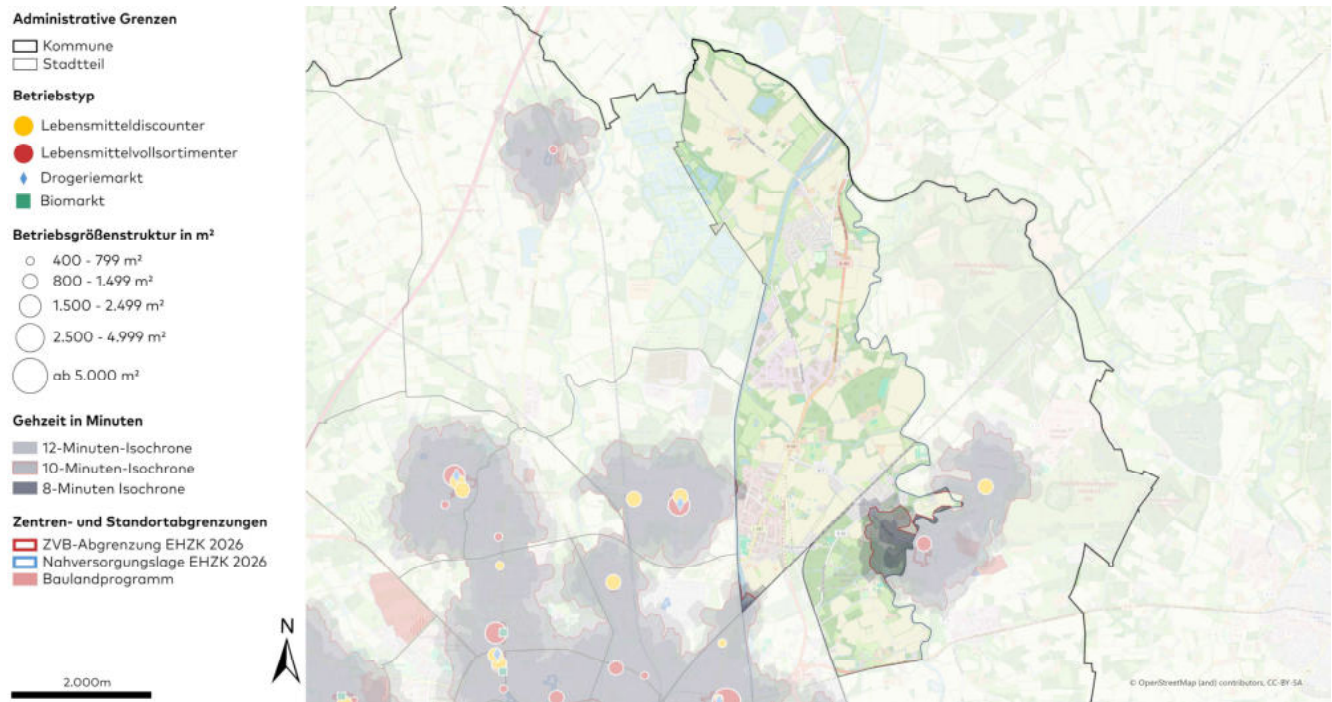 Administrative Grenzen
Kommune
Stadtteil
Betriebstyp
Lebensmitteldiscounter
Lebensmittelvollsortimenter
Drogeriemarkt
Biomarkt
Betriebsgrößenstruktur in m²
400 - 799 m²
800 - 1.499 m²
1.500 - 2.499 m²
2.500 - 4.999 m²
ab 5.000 m²
Gehzeit in Minuten
12-Minuten-Isochrone
10-Minuten-Isochrone
8-Minuten Isochrone
Zentren- und Standortabgrenzungen
ZVB-Abgrenzung EHZK 2026
Nahversorgungslage EHZK 2026
Baulandprogramm
N
2.000m
© OpenStreetMap (and) contributors, CC-BY-SA